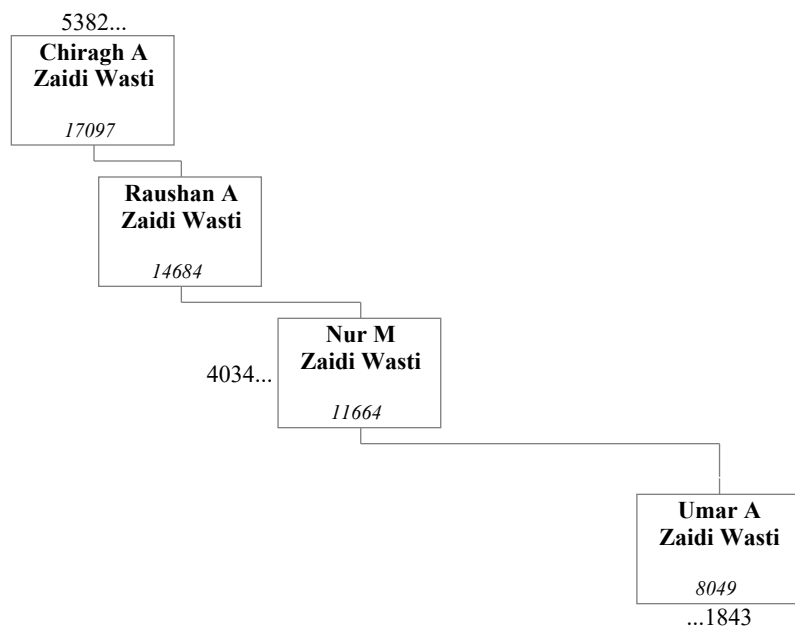 5382...
Chiragh A
Zaidi Wasti
17097
Raushan A
Zaidi Wasti
14684
Nur M
Zaidi Wasti
4034...
11664
Umar A
Zaidi Wasti
8049
...1843